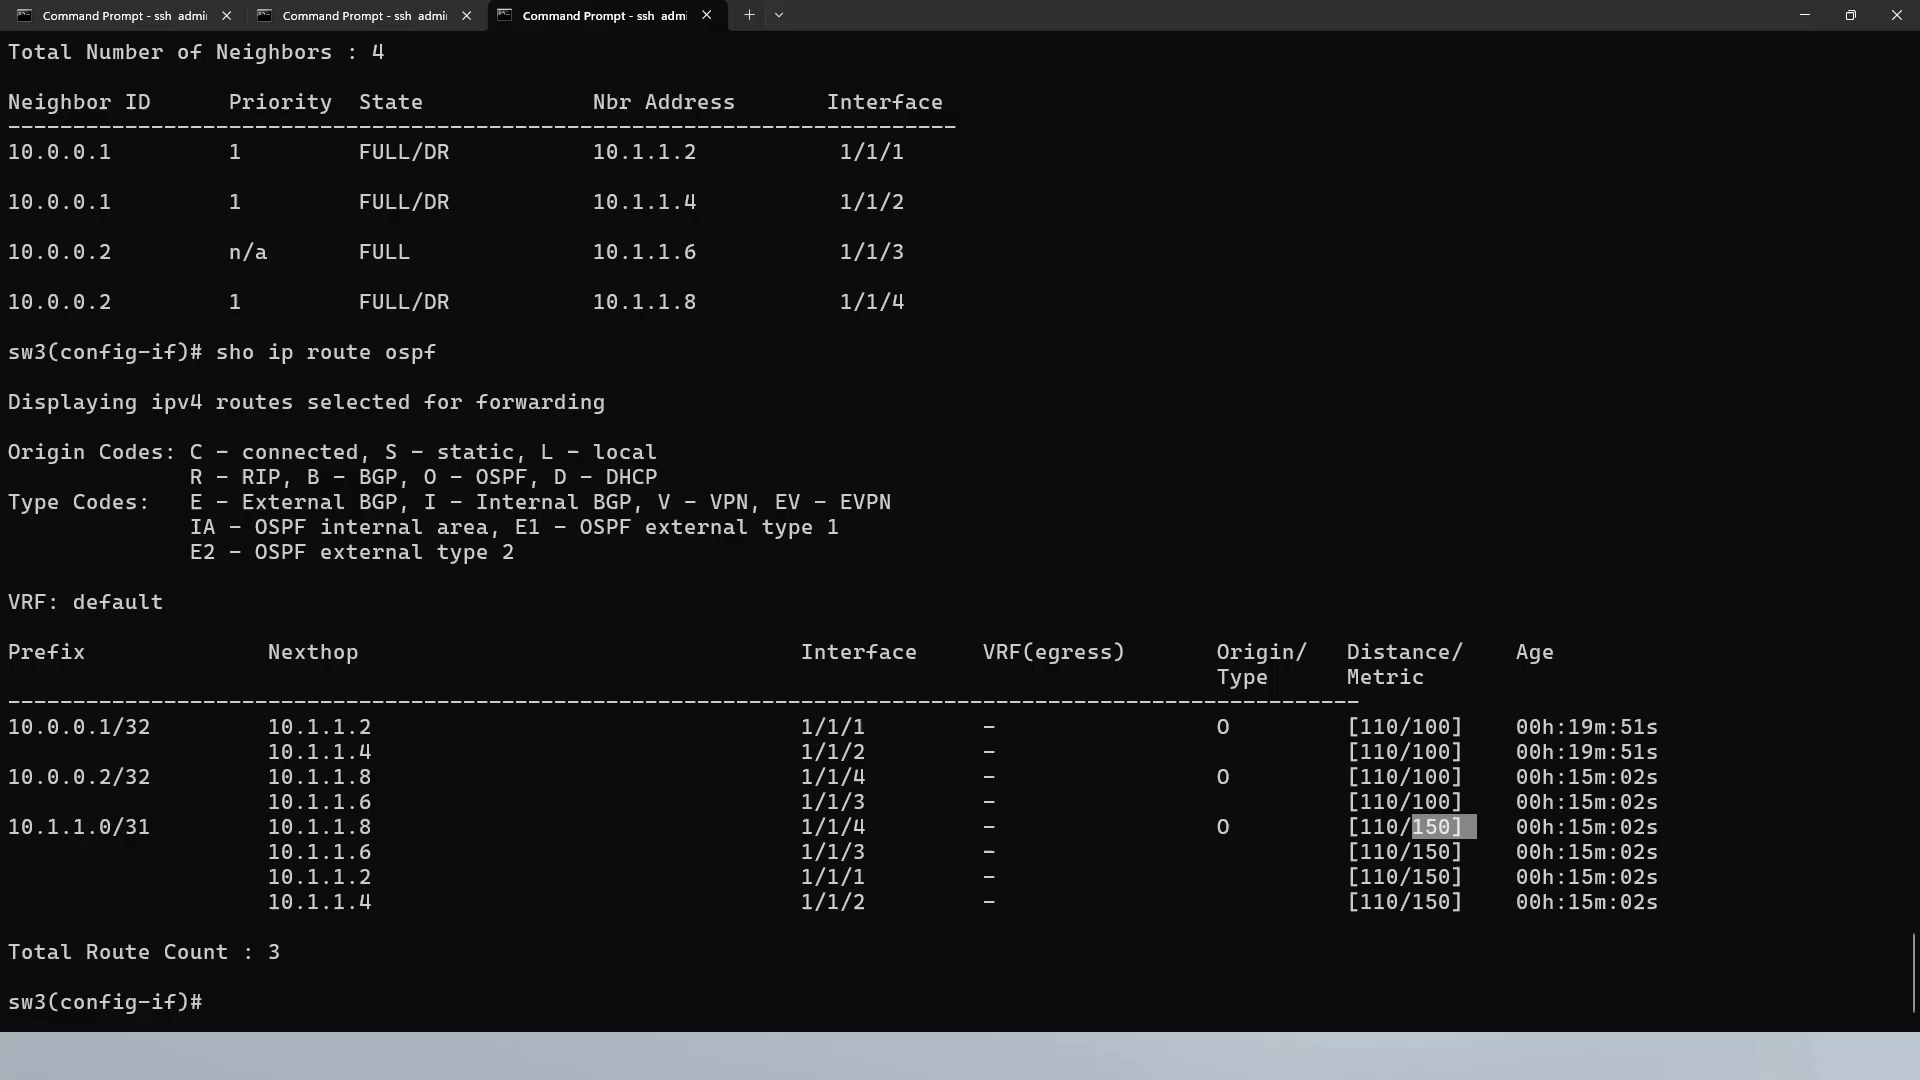 Command Prompt - ssh admi
Command Prompt - ssh admi
Command Prompt - ssh admi
Total Number of Neighbors : 4
Neighbor ID Priority State Nbr Address Interface
-------------------------------------------------------------------------
10.0.0.1 1 FULL/DR 10.1.1.2 1/1/1
10.0.0.1 1 FULL/DR 10.1.1.4 1/1/2
10.0.0.2 n/a FULL 10.1.1.6 1/1/3
10.0.0.2 1 FULL/DR 10.1.1.8 1/1/4
sw3(config-if)# sho ip route ospf
Displaying ipv4 routes selected for forwarding
Origin Codes: C - connected, S - static, L - local
R - RIP, B - BGP, O - OSPF, D - DHCP
Type Codes: E - External BGP, I - Internal BGP, V - VPN, EV - EVPN
IA - OSPF internal area, E1 - OSPF external type 1
E2 - OSPF external type 2
VRF: default
Prefix Nexthop Interface VRF(egress) Origin/ Distance/ Age
Type Metric
--------------------------------------------------------------------------------------------------------
10.0.0.1/32 10.1.1.2 1/1/1 - O [110/100] 00h:19m:51s
10.1.1.4 1/1/2 - [110/100] 00h:19m:51s
10.0.0.2/32 10.1.1.8 1/1/4 - O [110/100] 00h:15m:02s
10.1.1.6 1/1/3 - [110/100] 00h:15m:02s
10.1.1.0/31 10.1.1.8 1/1/4 - O [110/150] 00h:15m:02s
10.1.1.6 1/1/3 - [110/150] 00h:15m:02s
10.1.1.2 1/1/1 - [110/150] 00h:15m:02s
10.1.1.4 1/1/2 - [110/150] 00h:15m:02s
Total Route Count : 3
sw3(config-if)#